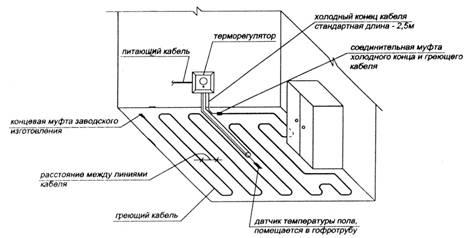 холодный конец кабеля
стандартная длина - 2,5м
терморегулятор
питающий кабель
соединительная муфта
холодного конца и греющего
кабеля
концевая муфта заводского
изготовления
расстояние между линиями
кабеля
греющий кабель
датчик температуры пола,
помещается в гофротрубу